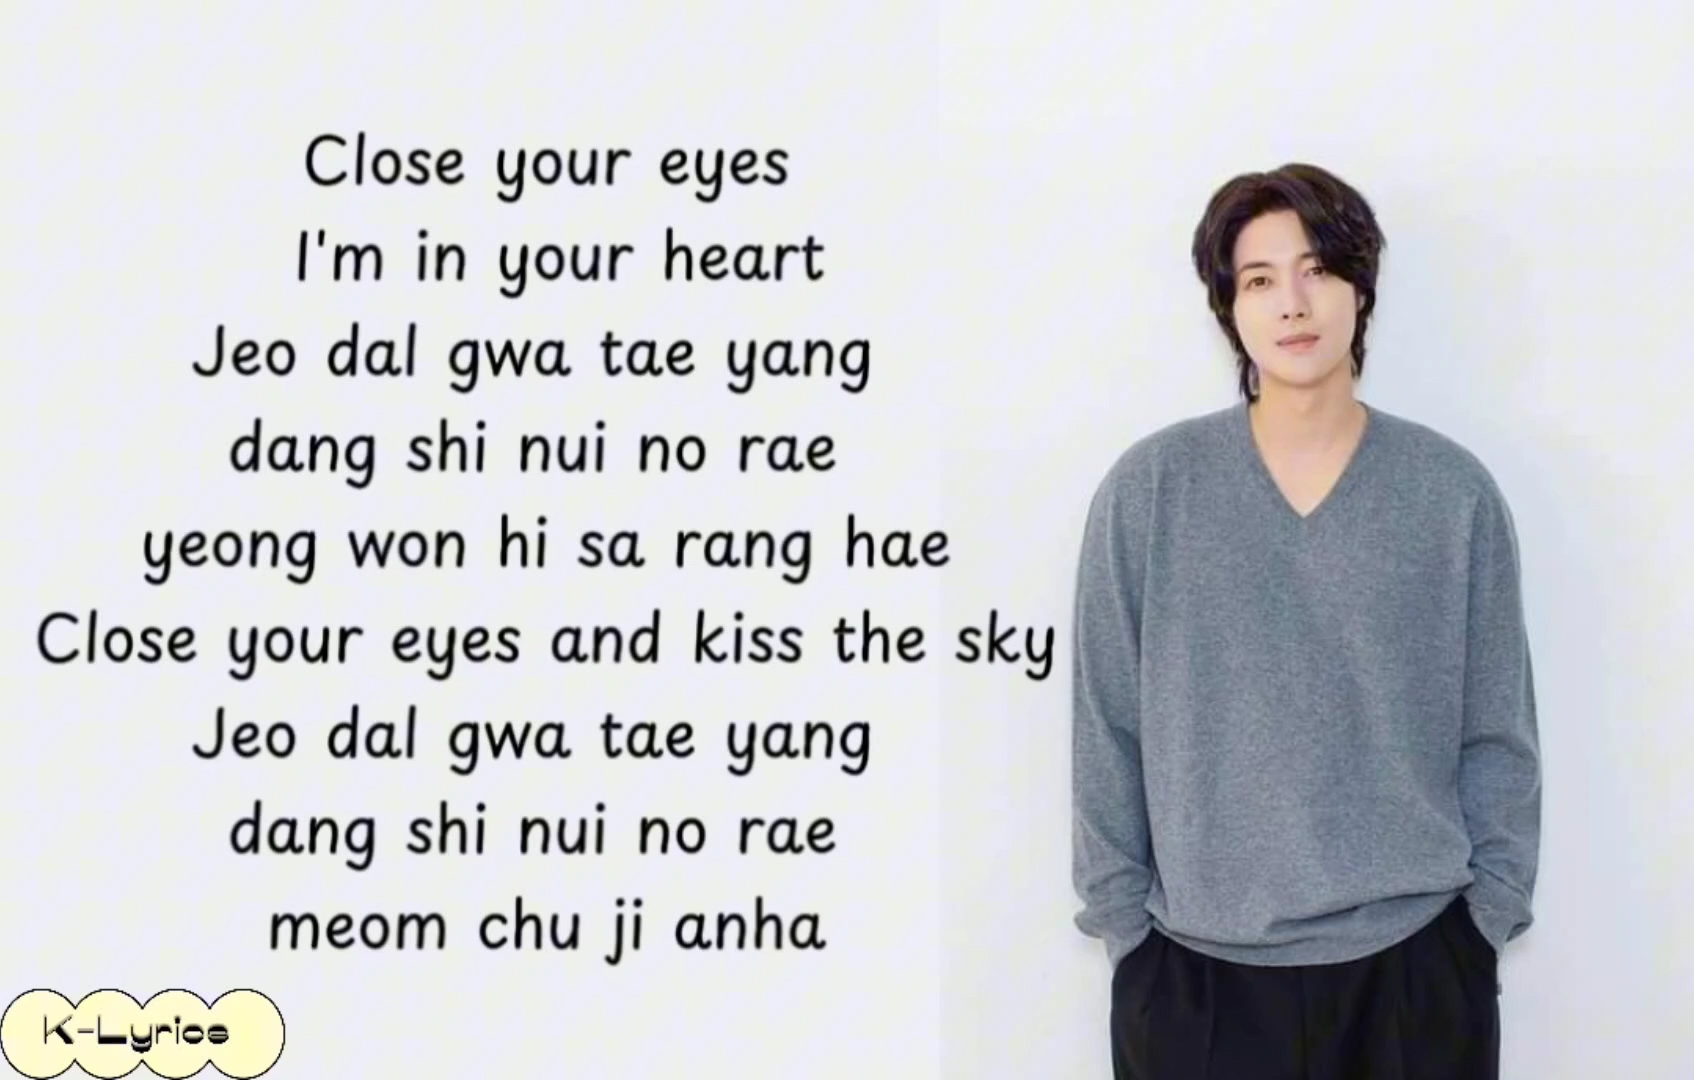 Close your eyes
I'm in your heart
Jeo dal gwa tae yang
dang shi nui no rae
yeong won hi sa rang hae
Close your eyes and kiss the sky
Jeo dal gwa tae yang
dang shi nui no rae
meom chu ji anha
K-Lyrics